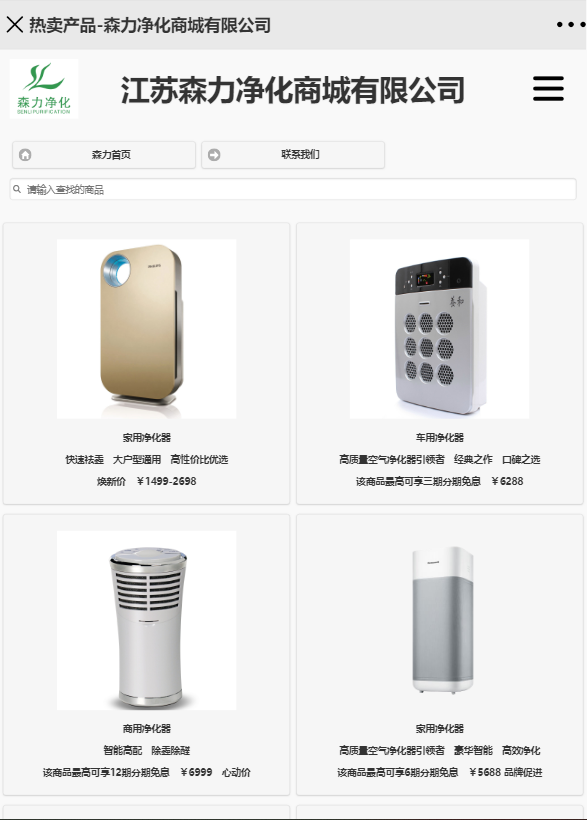 热卖产品-森力净化商城有限公司
森力净化
SENLI PURIFICATION
江苏森力净化商城有限公司
森力首页
联系我们
请输入查找的商品
家用净化器
快速祛霾 大户型通用 高性价比优选
焕新价 ￥1499-2698
车用净化器
高质量空气净化器引领者 经典之作 口碑之选
该商品最高可享三期分期免息 ￥6288
商用净化器
智能高配 除霾除醛
该商品最高可享12期分期免息 ￥6999 心动价
家用净化器
高质量空气净化器引领者 豪华智能 高效净化
该商品最高可享6期分期免息 ￥5688 品牌促进